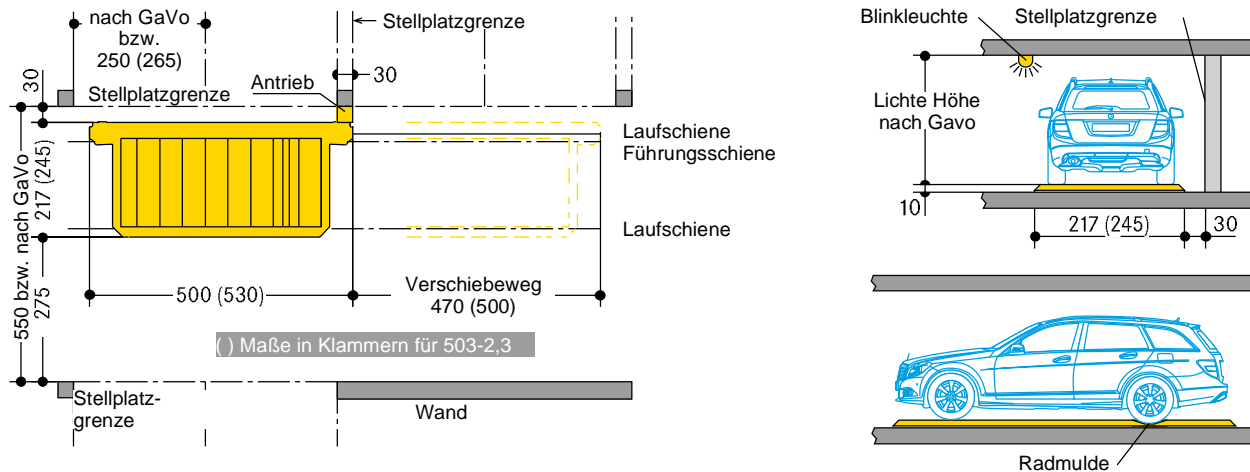 nach GaVo
bzw.
250 (265)
Stellplatzgrenze
30
30
Antrieb
Stellplatzgrenze
Laufschiene
Führungsschiene
Laufschiene
550 bzw. nach GaVo
217 (245)
275
500 (530)
Verschiebeweg
470 (500)
( ) Maße in Klammern für 503-2,3
Stellplatz-
grenze
Wand
Blinkleuchte
Stellplatzgrenze
Lichte Höhe
nach Gavo
10
217 (245)
30
Radmulde